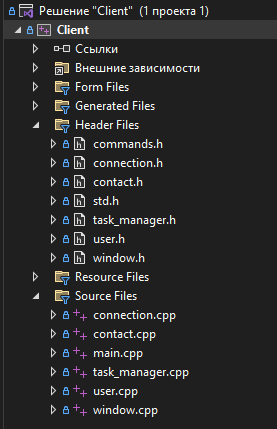 Решение "Client" (1 проекта 1)
Client
Ссылки
Внешние зависимости
Form Files
Generated Files
Header Files
commands.h
connection.h
contact.h
std.h
task_manager.h
user.h
window.h
Resource Files
Source Files
connection.cpp
contact.cpp
main.cpp
task_manager.cpp
user.cpp
window.cpp